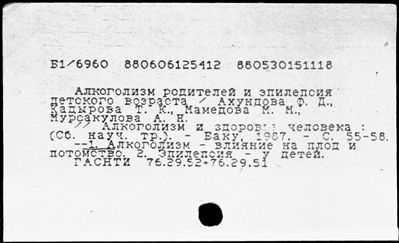 Б1/6960 880606125412 880530151118
Алкоголизм родителей и эпилепсия
детского возраста / Ахундова Ф. Д.,
Кадырова Т. К., Мамедова М. М.,
Мурсакулова А. Н.
// Алкоголизм и здоровье человека :
(Сб. науч. тр.). - Баку, 1987. - С. 55-58.
--1. Алкоголизм - влияние на плод и
потомство. 2. Эпилепсия - у детей.
ГАСНТИ 76.29.52+76.29.51